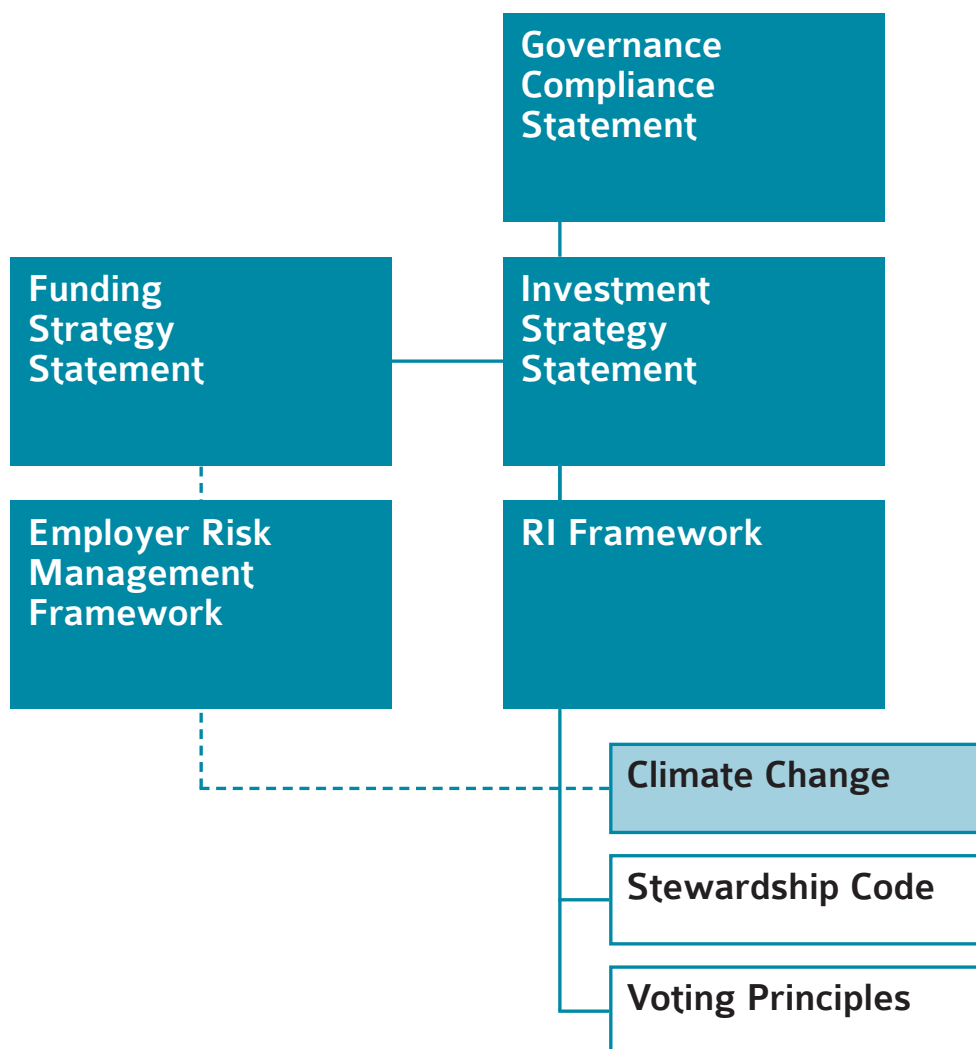 Governance
Compliance
Statement
Funding
Strategy
Statement
Investment
Strategy
Statement
Employer Risk
Management
Framework
RI Framework
Climate Change
Stewardship Code
Voting Principles